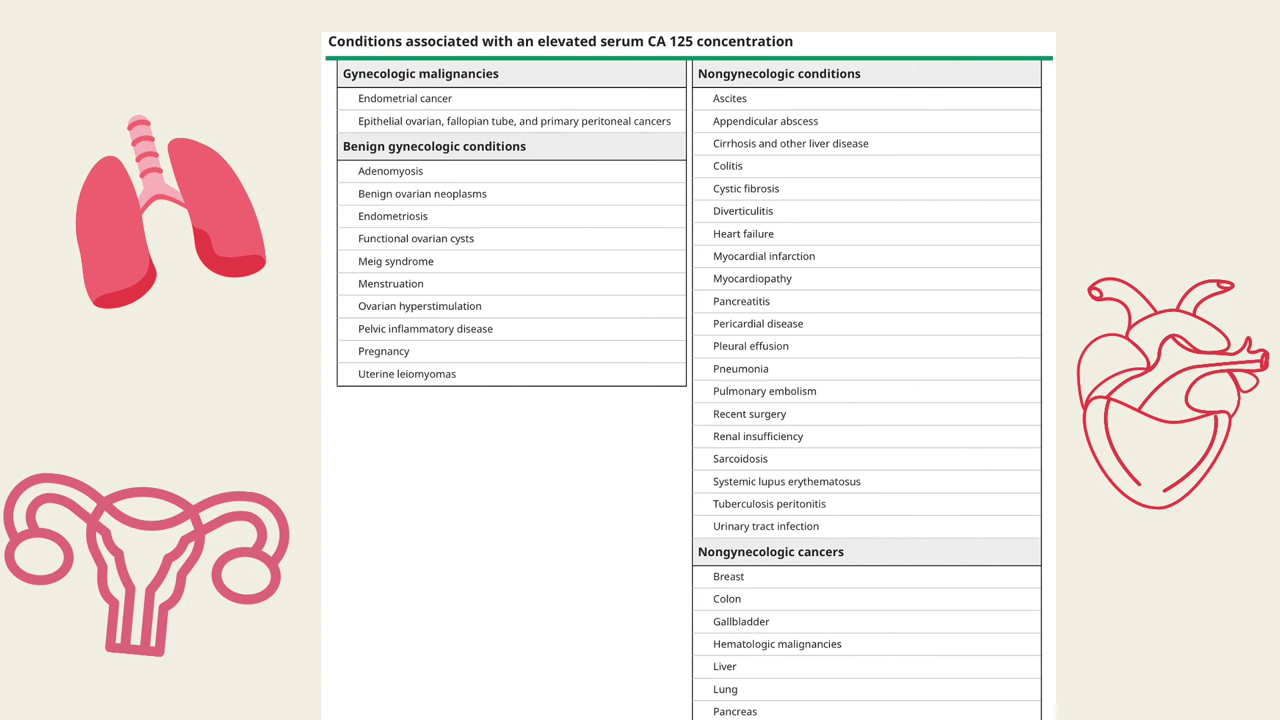 Conditions associated with an elevated serum CA 125 concentration
Gynecologic malignancies
Endometrial cancer
Epithelial ovarian, fallopian tube, and primary peritoneal cancers
Benign gynecologic conditions
Adenomyosis
Benign ovarian neoplasms
Endometriosis
Functional ovarian cysts
Meig syndrome
Menstruation
Ovarian hyperstimulation
Pelvic inflammatory disease
Pregnancy
Uterine leiomyomas
Nongynecologic conditions
Ascites
Appendicular abscess
Cirrhosis and other liver disease
Colitis
Cystic fibrosis
Diverticulitis
Heart failure
Myocardial infarction
Myocardiopathy
Pancreatitis
Pericardial disease
Pleural effusion
Pneumonia
Pulmonary embolism
Recent surgery
Renal insufficiency
Sarcoidosis
Systemic lupus erythematosus
Tuberculosis peritonitis
Urinary tract infection
Nongynecologic cancers
Breast
Colon
Gallbladder
Hematologic malignancies
Liver
Lung
Pancreas